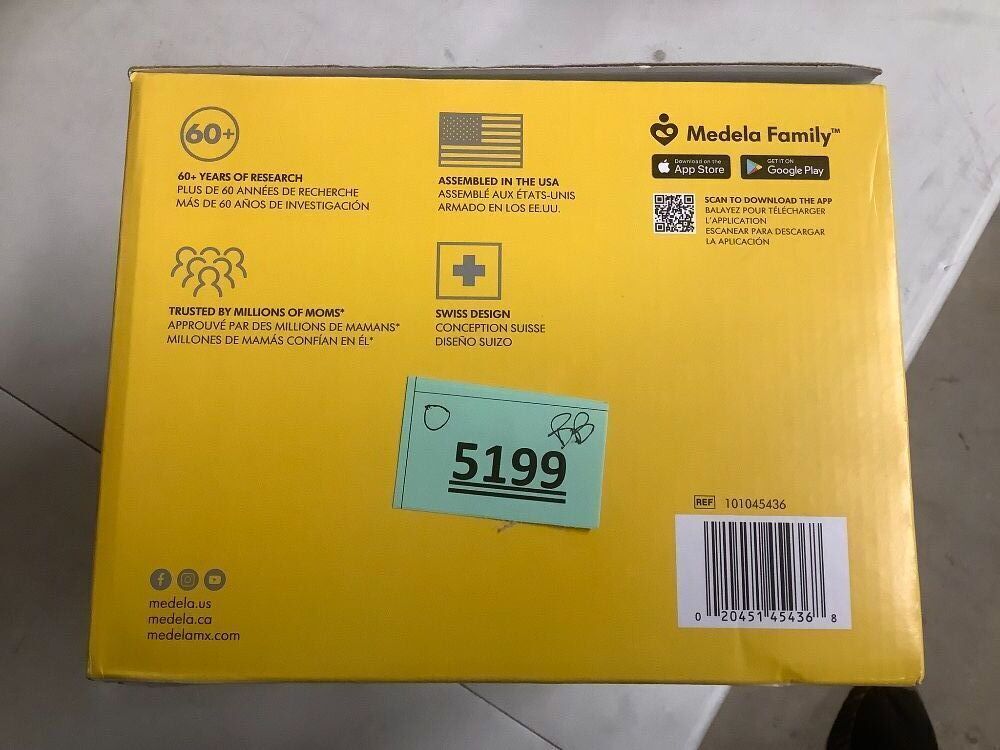 60+
60+ YEARS OF RESEARCH
PLUS DE 60 ANNÉES DE RECHERCHE
MÁS DE 60 AÑOS DE INVESTIGACIÓN
ASSEMBLED IN THE USA
ASSEMBLÉ AUX ÉTATS-UNIS
ARMADO EN LOS EE.UU.
Medela Family™
Download on the
App Store
GET IT ON
Google Play
SCAN TO DOWNLOAD THE APP
BALAYEZ POUR TÉLÉCHARGER
L'APPLICATION
ESCANEAR PARA DESCARGAR
LA APLICACIÓN
TRUSTED BY MILLIONS OF MOMS*
APPROUVÉ PAR DES MILLIONS DE MAMANS*
MILLONES DE MAMÁS CONFÍAN EN ÉL*
SWISS DESIGN
CONCEPTION SUISSE
DISEÑO SUIZO
5199
REF 101045436
0 20451 45436 8
medela.us
medela.ca
medelamx.com